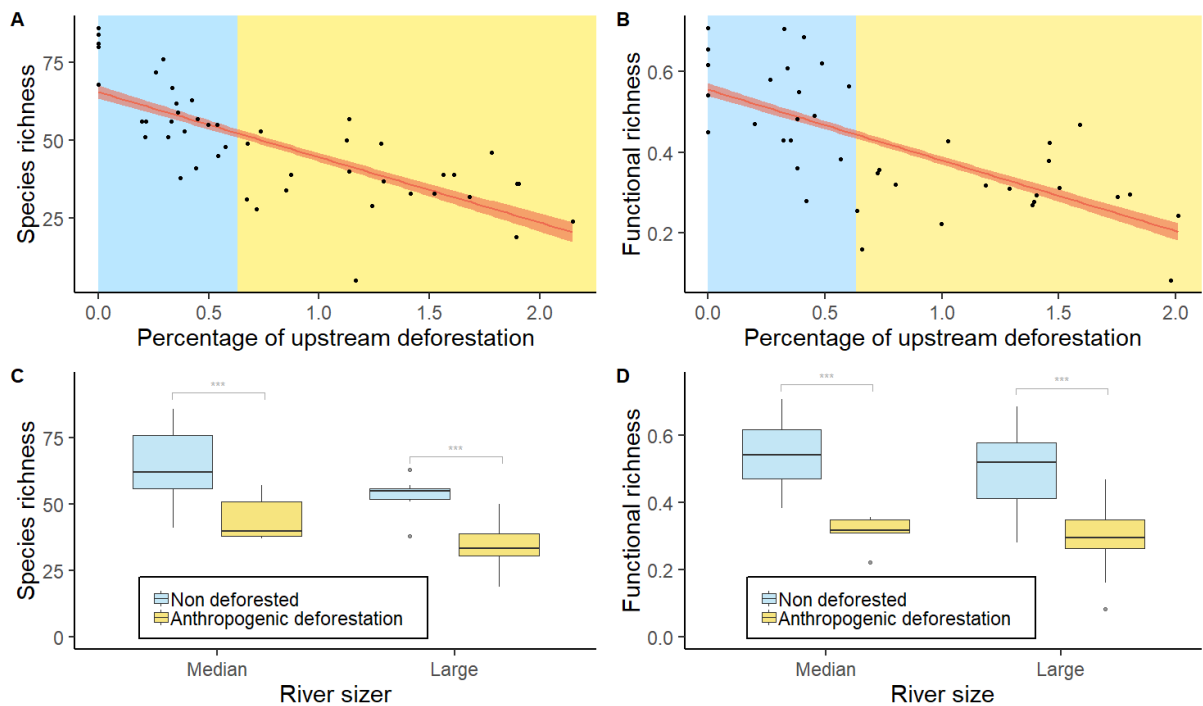 A
Species richness
75
50
25
0.0 0.5 1.0 1.5 2.0
Percentage of upstream deforestation
B
Functional richness
0.6
0.4
0.2
0.0 0.5 1.0 1.5 2.0
Percentage of upstream deforestation
C
Species richness
75
50
25
0
***
***
Non deforested
Anthropogenic deforestation
Median Large
River sizer
D
Functional richness
0.6
0.4
0.2
0.0
***
***
Non deforested
Anthropogenic deforestation
Median Large
River size